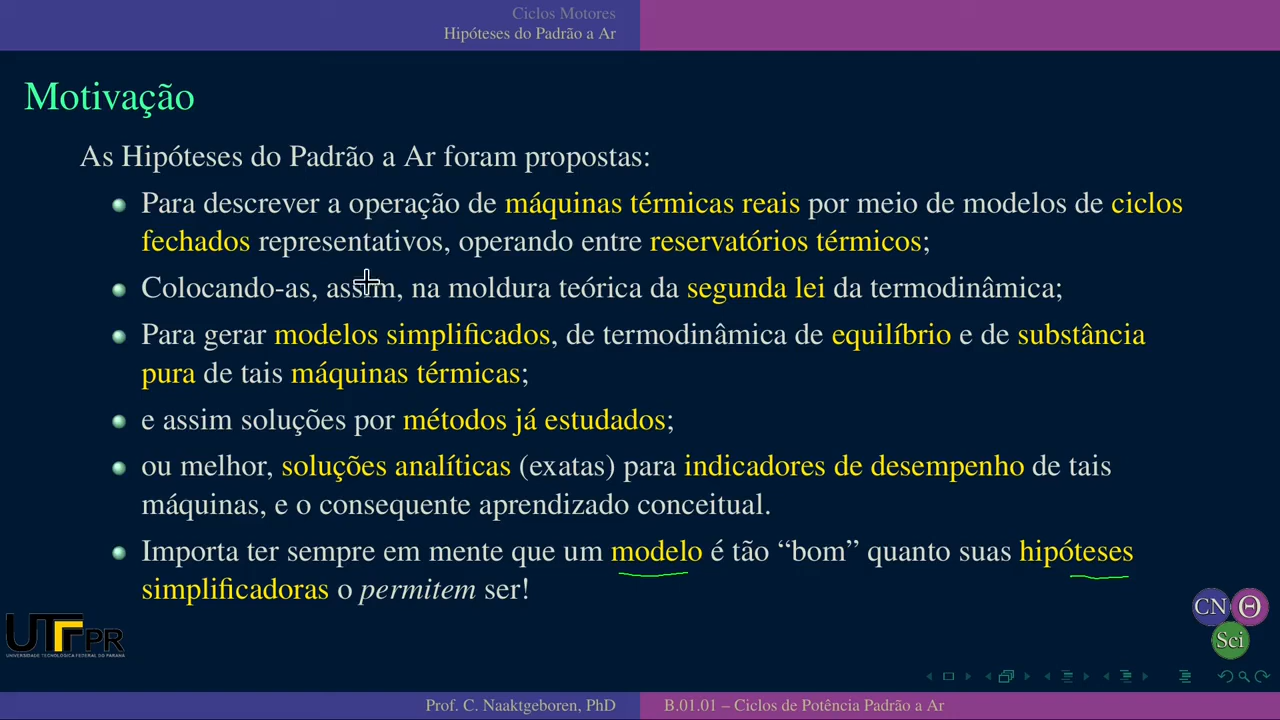 Ciclos Motores
Hipóteses do Padrão a Ar
Motivação
As Hipóteses do Padrão a Ar foram propostas:
Para descrever a operação de máquinas térmicas reais por meio de modelos de ciclos
fechados representativos, operando entre reservatórios térmicos;
Colocando-as, assim, na moldura teórica da segunda lei da termodinâmica;
Para gerar modelos simplificados, de termodinâmica de equilíbrio e de substância
pura de tais máquinas térmicas;
e assim soluções por métodos já estudados;
ou melhor, soluções analíticas (exatas) para indicadores de desempenho de tais
máquinas, e o consequente aprendizado conceitual.
Importa ter sempre em mente que um modelo é tão “bom” quanto suas hipóteses
simplificadoras o permitem ser!
UTFPR
UNIVERSIDADE TECNOLÓGICA FEDERAL DO PARANÁ
CN Θ
Sci
Prof. C. Naaktgeboren, PhD
B.01.01 – Ciclos de Potência Padrão a Ar